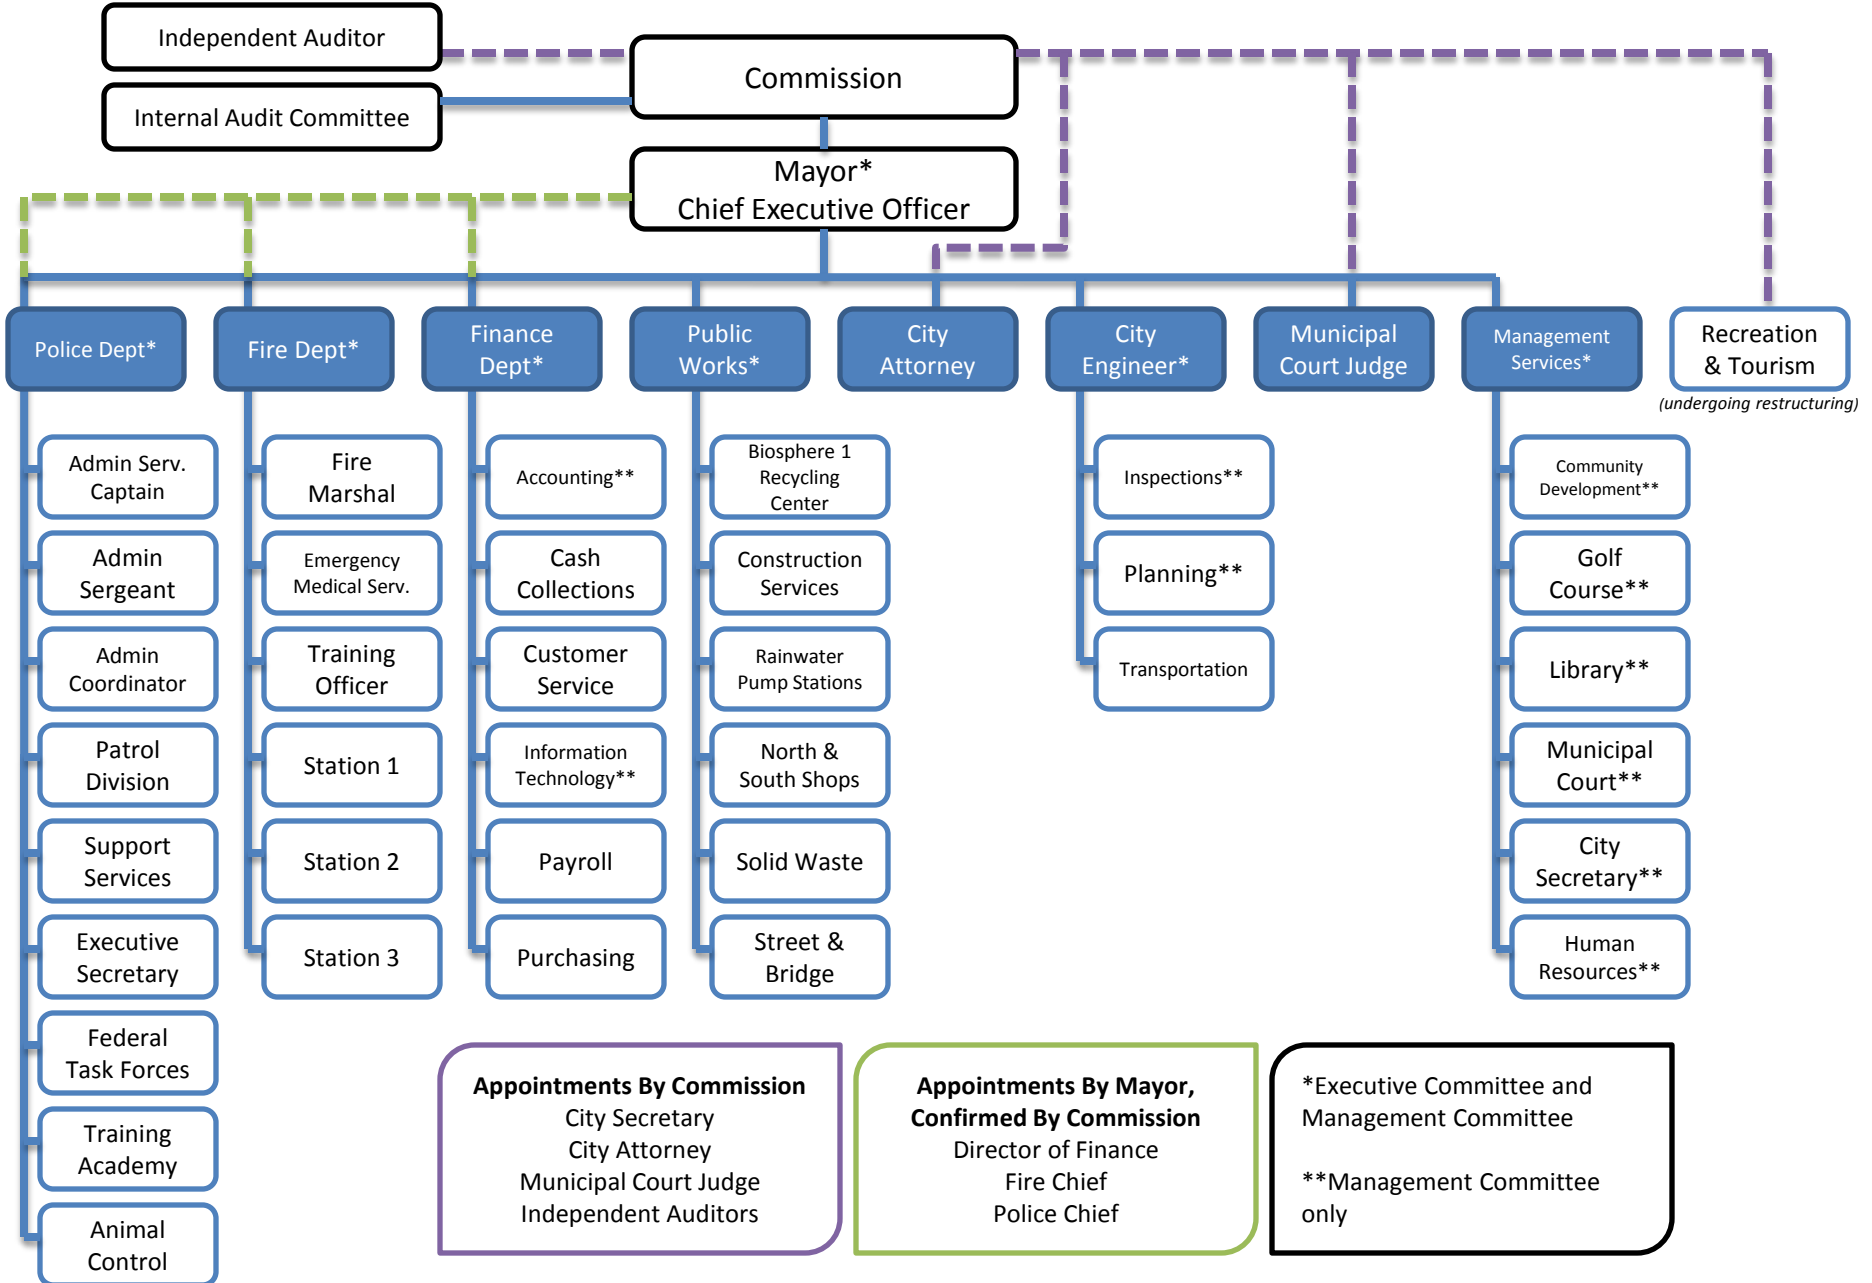 Independent Auditor
Internal Audit Committee
Commission
Mayor*
Chief Executive Officer
Police Dept*
Fire Dept*
Finance
Dept*
Public
Works*
City
Attorney
City
Engineer*
Municipal
Court Judge
Management
Services*
Recreation
& Tourism
(undergoing restructuring)
Admin Serv.
Captain
Admin
Sergeant
Admin
Coordinator
Patrol
Division
Support
Services
Executive
Secretary
Federal
Task Forces
Training
Academy
Animal
Control
Fire
Marshal
Emergency
Medical Serv.
Training
Officer
Station 1
Station 2
Station 3
Accounting**
Cash
Collections
Customer
Service
Information
Technology**
Payroll
Purchasing
Biosphere 1
Recycling
Center
Construction
Services
Rainwater
Pump Stations
North &
South Shops
Solid Waste
Street &
Bridge
Inspections**
Planning**
Transportation
Community
Development**
Golf
Course**
Library**
Municipal
Court**
City
Secretary**
Human
Resources**
Appointments By Commission
City Secretary
City Attorney
Municipal Court Judge
Independent Auditors
Appointments By Mayor,
Confirmed By Commission
Director of Finance
Fire Chief
Police Chief
*Executive Committee and
Management Committee
**Management Committee
only